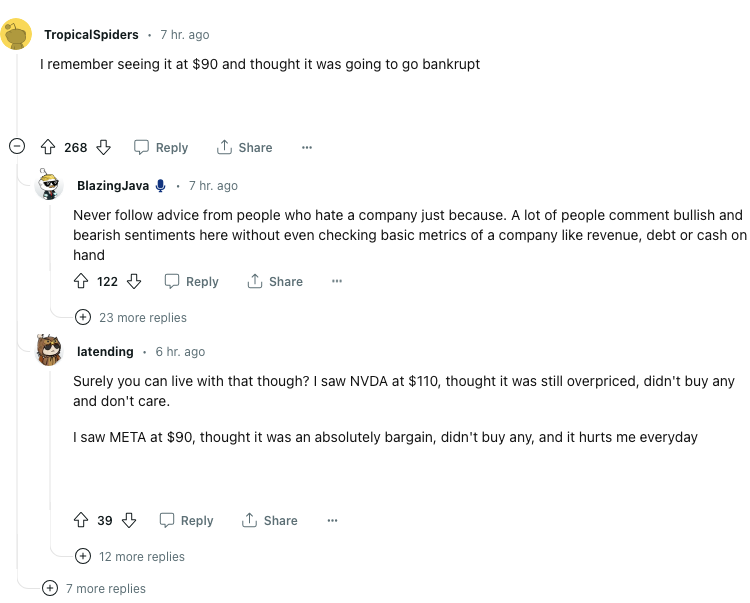 TropicalSpiders • 7 hr. ago
I remember seeing it at $90 and thought it was going to go bankrupt
268 Reply Share ···
BlazingJava • 7 hr. ago
Never follow advice from people who hate a company just because. A lot of people comment bullish and
bearish sentiments here without even checking basic metrics of a company like revenue, debt or cash on
hand
122 Reply Share ···
23 more replies
latending • 6 hr. ago
Surely you can live with that though? I saw NVDA at $110, thought it was still overpriced, didn't buy any
and don't care.
I saw META at $90, thought it was an absolutely bargain, didn't buy any, and it hurts me everyday
39 Reply Share ···
12 more replies
7 more replies